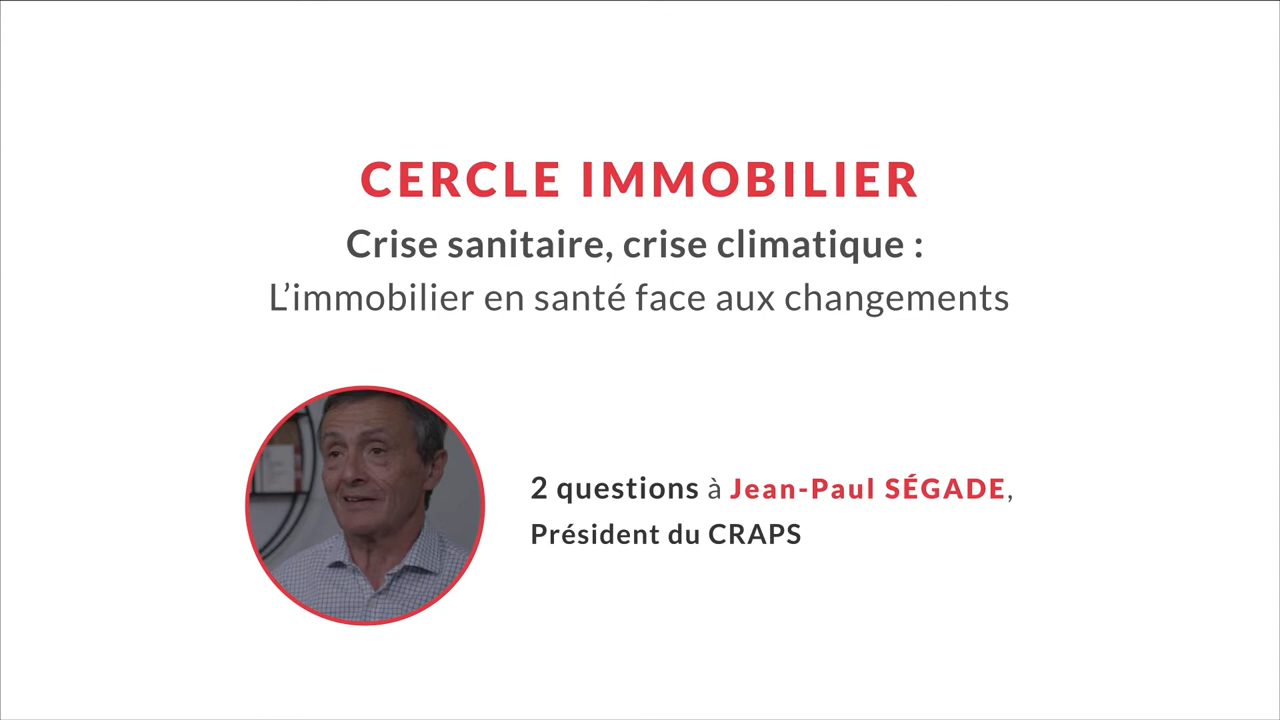 CERCLE IMMOBILIER
Crise sanitaire, crise climatique :
L’immobilier en santé face aux changements
2 questions à Jean-Paul SÉGADE,
Président du CRAPS